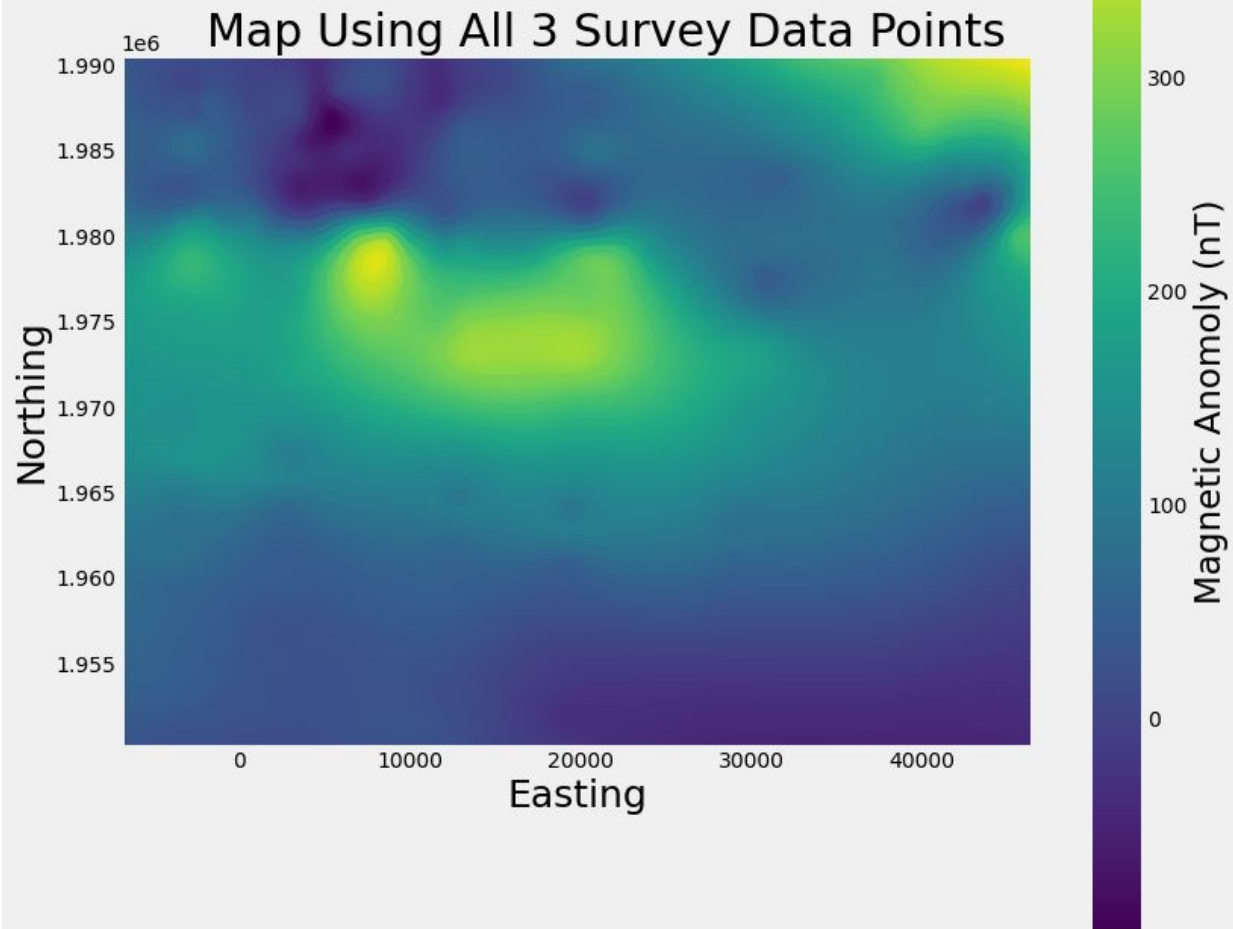 Map Using All 3 Survey Data Points
1e6
1.990
1.985
1.980
1.975
1.970
1.965
1.960
1.955
Northing
0 10000 20000 30000 40000
Easting
300
200
100
0
Magnetic Anomoly (nT)